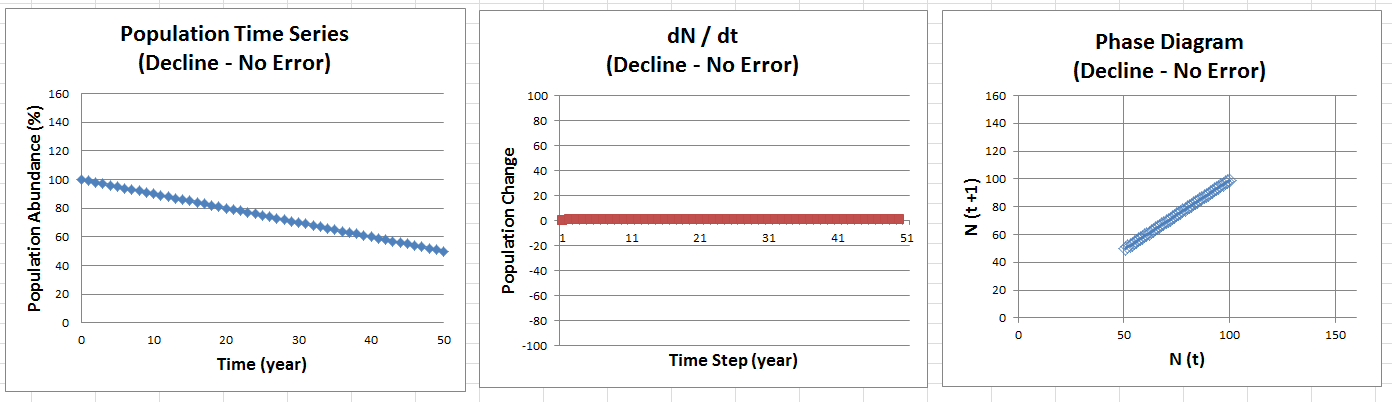 Population Time Series
(Decline - No Error)
Population Abundance (%)
160
140
120
100
80
60
40
20
0
0 10 20 30 40 50
Time (year)
dN / dt
(Decline - No Error)
Population Change
100
80
60
40
20
0
-20
-40
-60
-80
-100
1 11 21 31 41 51
Time Step (year)
Phase Diagram
(Decline - No Error)
N (t +1)
160
140
120
100
80
60
40
20
0
0 50 100 150
N (t)